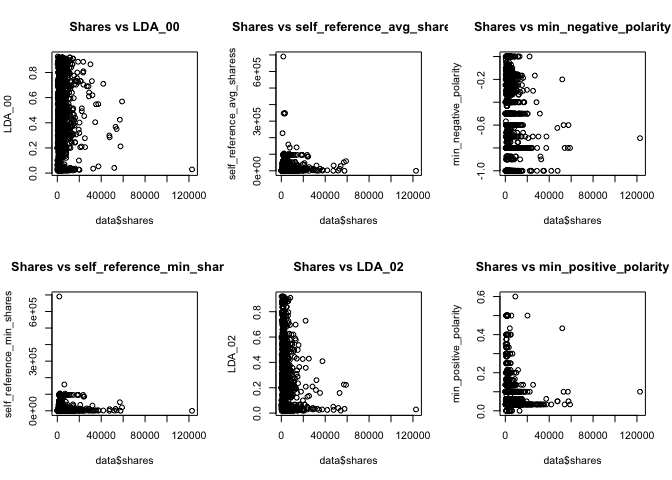 Shares vs LDA_00
LDA_00
0.0 0.2 0.4 0.6 0.8
0 40000 80000 120000
data$shares
Shares vs self_reference_avg_share
self_reference_avg_sharess
0e+00 3e+05 6e+05
0 40000 80000 120000
data$shares
Shares vs min_negative_polarity
min_negative_polarity
-1.0 -0.6 -0.2
0 40000 80000 120000
data$shares
Shares vs self_reference_min_shar
self_reference_min_shares
0e+00 3e+05 6e+05
0 40000 80000 120000
data$shares
Shares vs LDA_02
LDA_02
0.0 0.2 0.4 0.6 0.8
0 40000 80000 120000
data$shares
Shares vs min_positive_polarity
min_positive_polarity
0.0 0.2 0.4 0.6
0 40000 80000 120000
data$shares